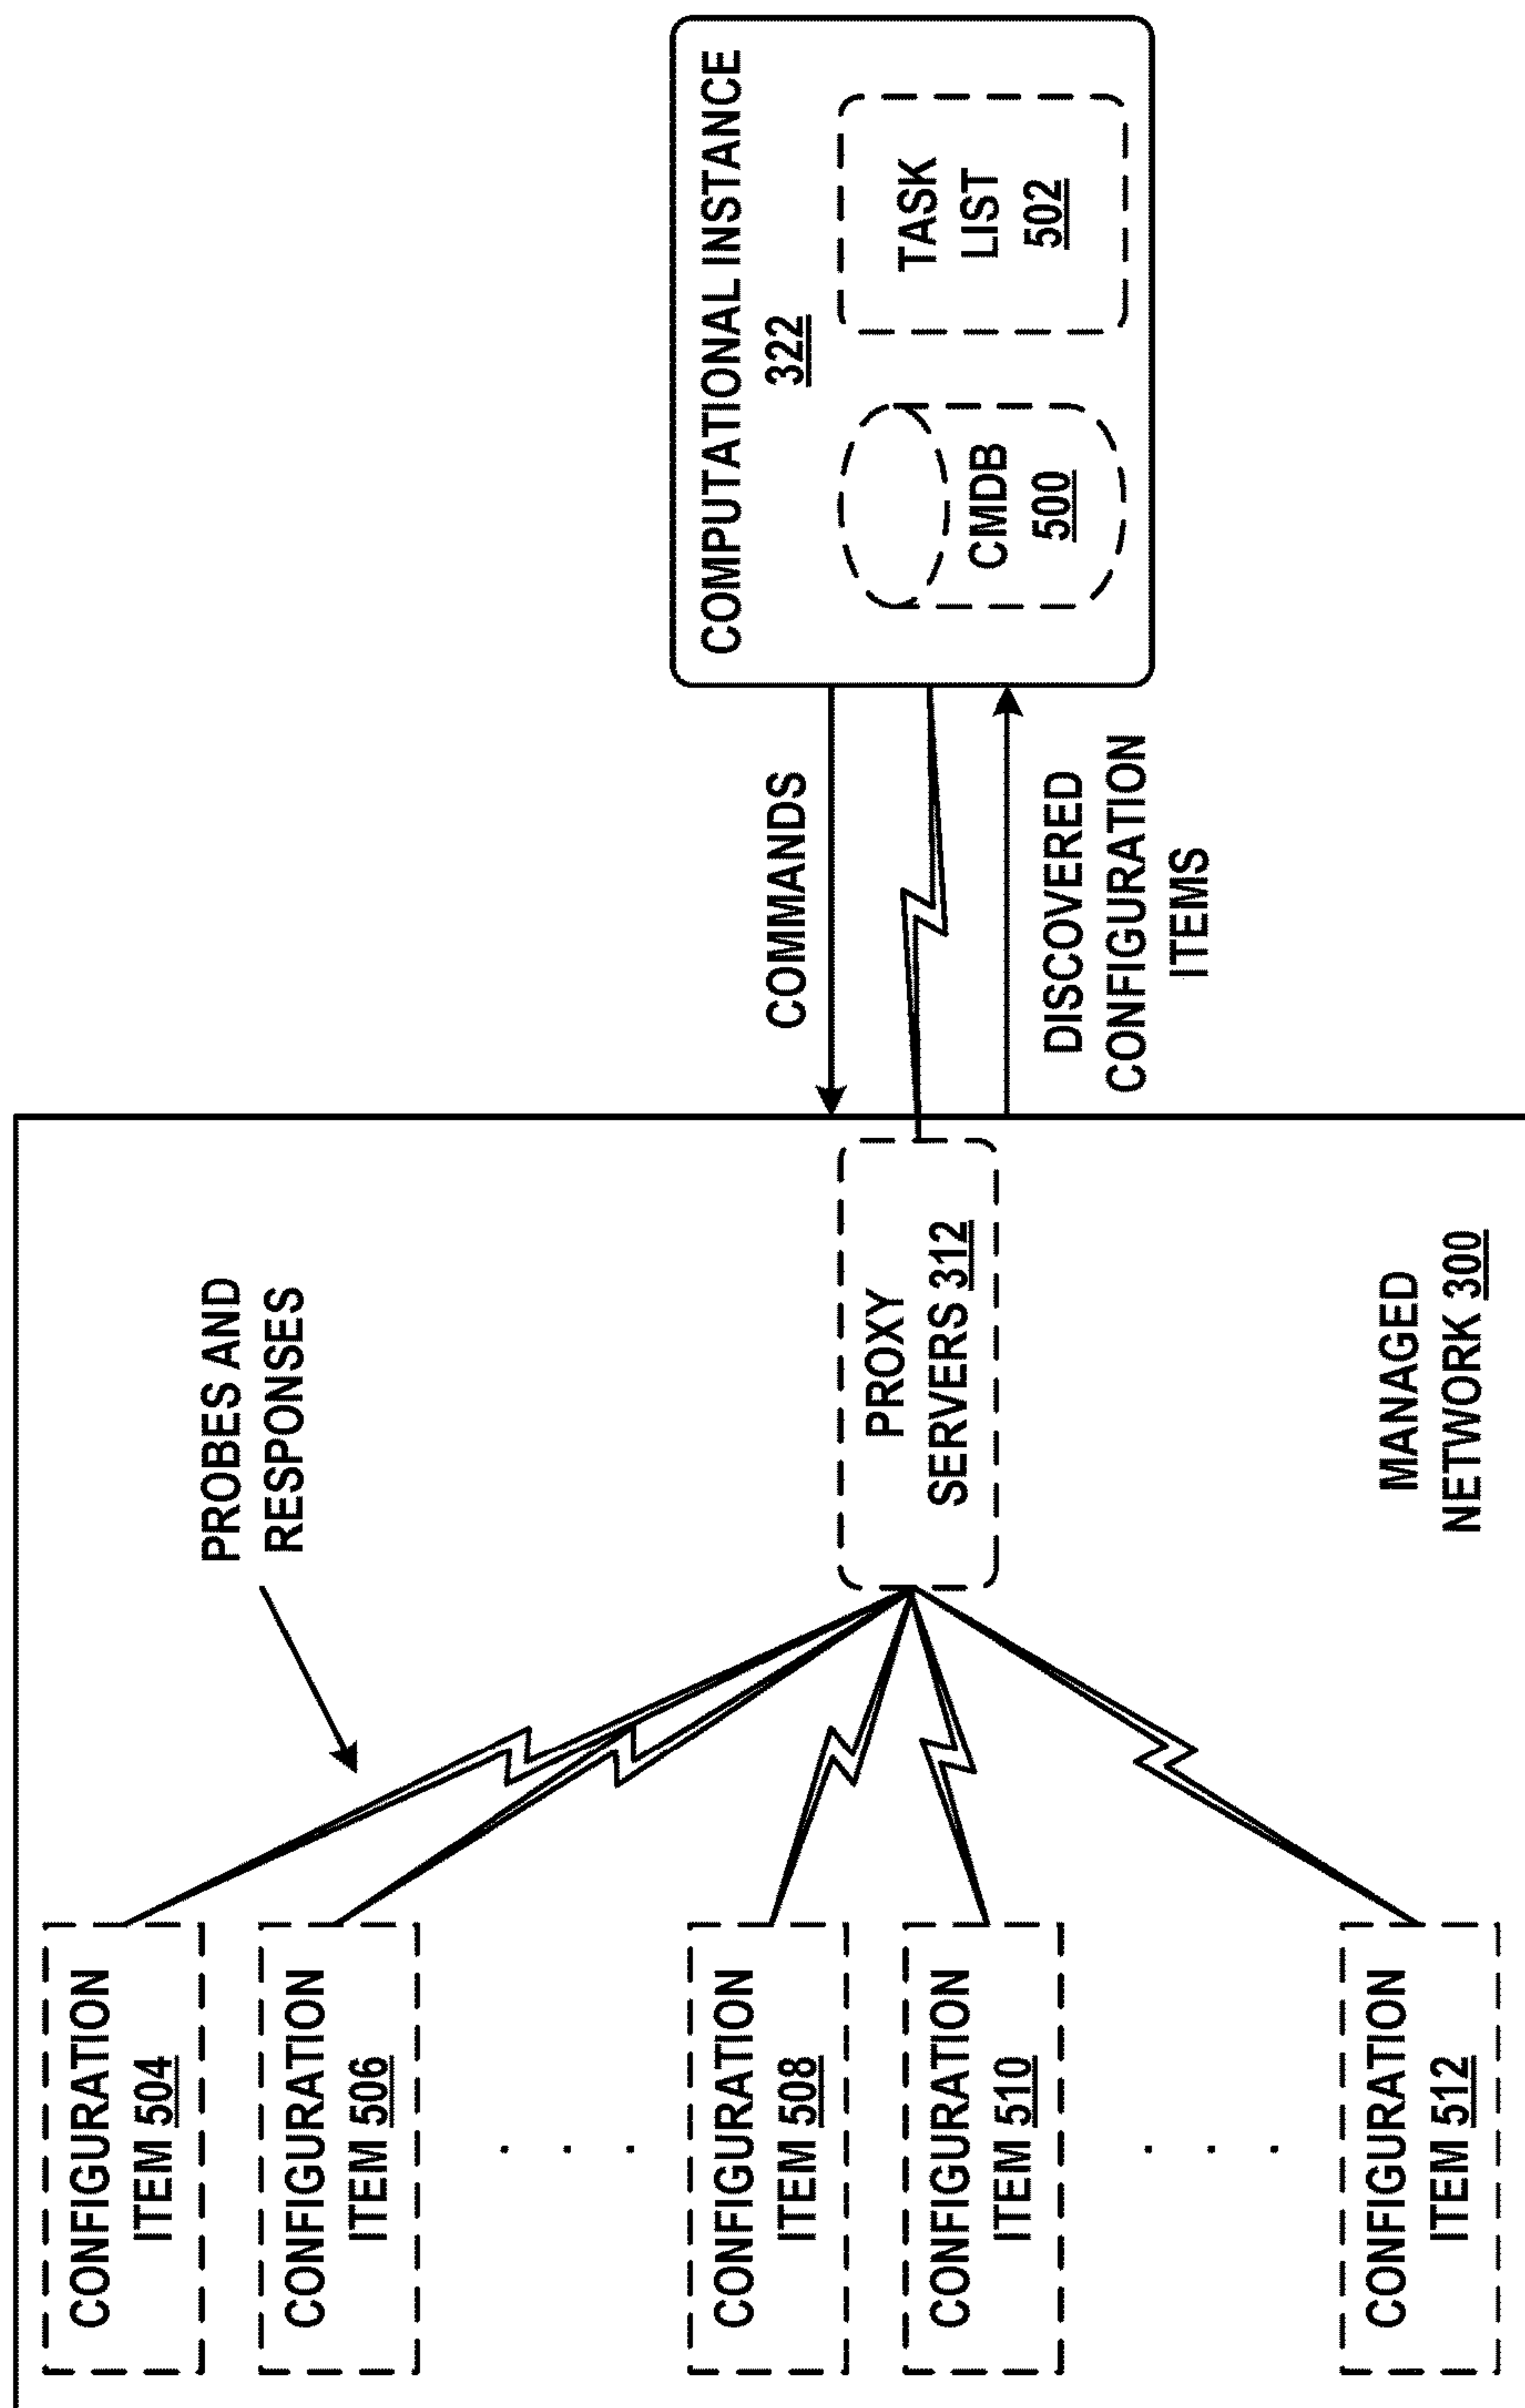 COMPUTATIONAL INSTANCE
322
CMDB
500
TASK
LIST
502
COMMANDS
DISCOVERED
CONFIGURATION
ITEMS
PROBES AND
RESPONSES
PROXY
SERVERS 312
MANAGED
NETWORK 300
CONFIGURATION
ITEM 504
CONFIGURATION
ITEM 506
. . .
CONFIGURATION
ITEM 508
CONFIGURATION
ITEM 510
. . .
CONFIGURATION
ITEM 512